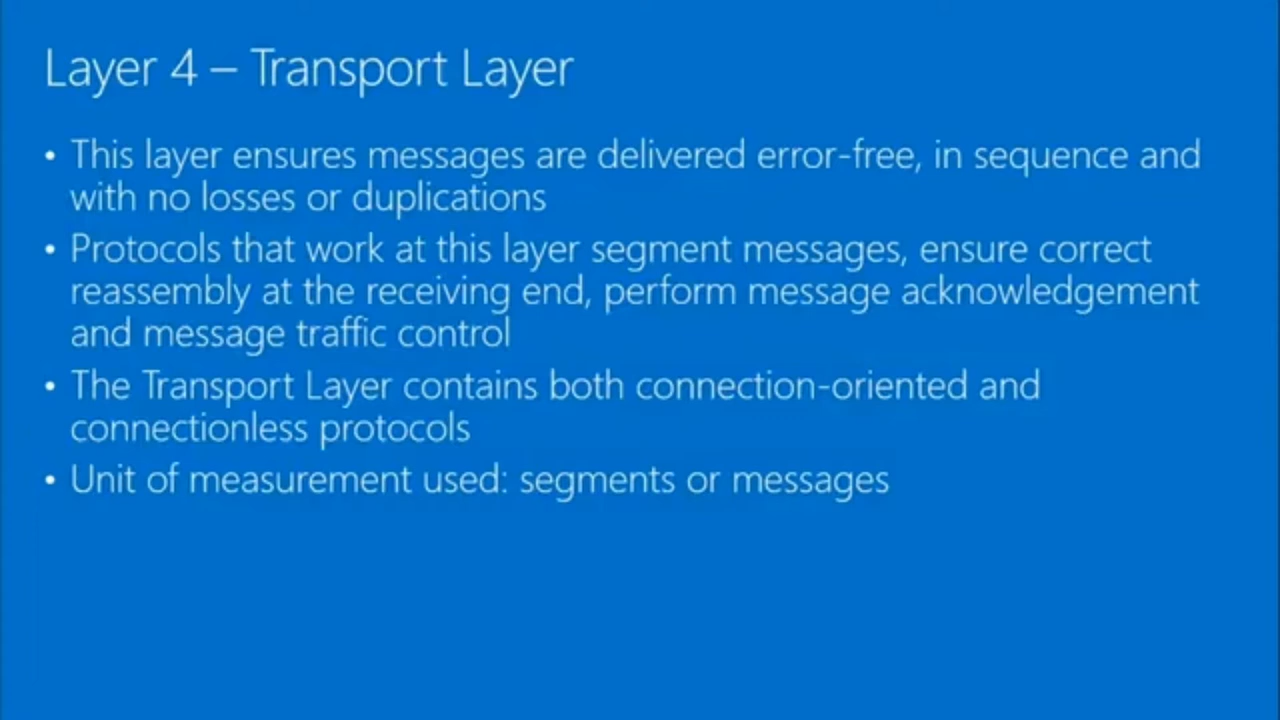 Layer 4 – Transport Layer
• This layer ensures messages are delivered error-free, in sequence and
with no losses or duplications
• Protocols that work at this layer segment messages, ensure correct
reassembly at the receiving end, perform message acknowledgement
and message traffic control
• The Transport Layer contains both connection-oriented and
connectionless protocols
• Unit of measurement used: segments or messages